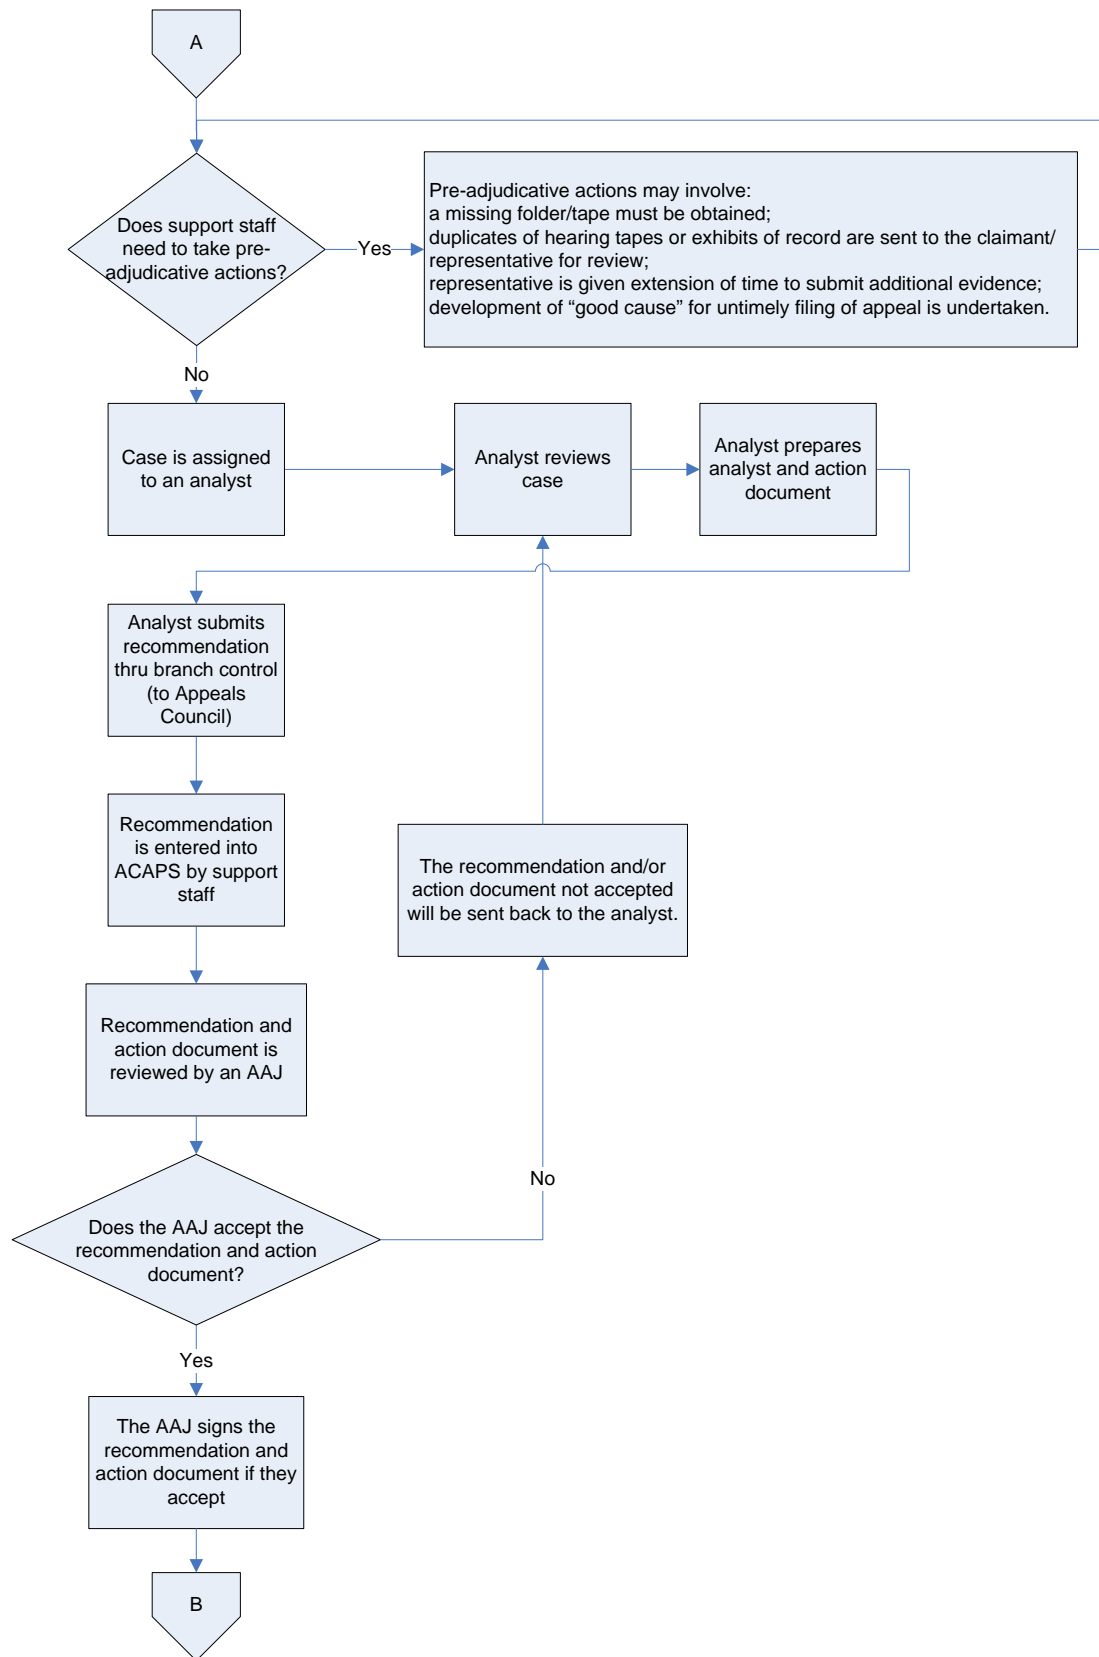 A
Does support staff
need to take pre-
adjudicative actions?
Yes
Pre-adjudicative actions may involve:
a missing folder/tape must be obtained;
duplicates of hearing tapes or exhibits of record are sent to the claimant/
representative for review;
representative is given extension of time to submit additional evidence;
development of “good cause” for untimely filing of appeal is undertaken.
No
Case is assigned
to an analyst
Analyst reviews
case
Analyst prepares
analyst and action
document
Analyst submits
recommendation
thru branch control
(to Appeals
Council)
Recommendation
is entered into
ACAPS by support
staff
The recommendation and/or
action document not accepted
will be sent back to the analyst.
Recommendation and
action document is
reviewed by an AAJ
No
Does the AAJ accept the
recommendation and action
document?
Yes
The AAJ signs the
recommendation and
action document if they
accept
B